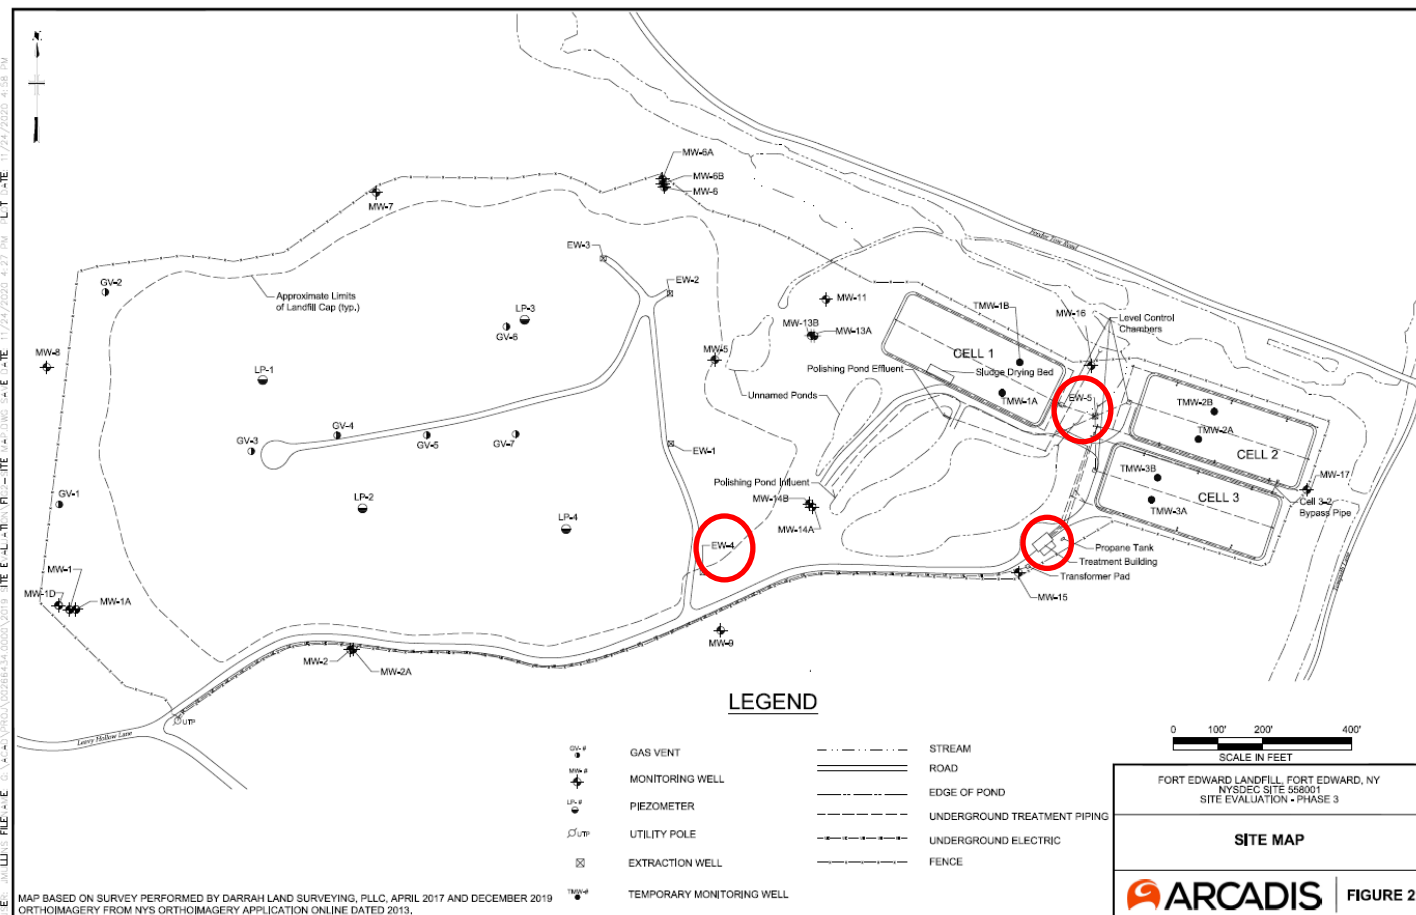 N
MW-6A
MW-6B
MW-6
MW-7
EW-3
EW-2
GV-2
Approximate Limits
of Landfill Cap (typ.)
LP-3
GV-6
MW-11
TMW-1B
MW-16
Level Control
Chambers
MW-13B
MW-13A
MW-8
MW-5
CELL 1
Polishing Pond Effluent
Sludge Drying Bed
LP-1
Unnamed Ponds
TMW-1A
EW-5
TMW-2B
GV-4
GV-3
GV-5
GV-7
EW-1
TMW-2A
CELL 2
TMW-3B
MW-17
Polishing Pond Influent
GV-1
LP-2
MW-14B
CELL 3
Cell 3-2
Bypass Pipe
TMW-3A
LP-4
MW-14A
EW-4
Propane Tank
Treatment Building
Transformer Pad
MW-1
MW-1D
MW-1A
MW-15
MW-9
MW-2
MW-2A
UTP
Leavy Hollow Lane
LEGEND
GV-#
GAS VENT
MW-#
MONITORING WELL
LP-#
PIEZOMETER
UTP
UTILITY POLE
EXTRACTION WELL
TMW-#
TEMPORARY MONITORING WELL
STREAM
ROAD
EDGE OF POND
UNDERGROUND TREATMENT PIPING
UNDERGROUND ELECTRIC
FENCE
0 100' 200' 400'
SCALE IN FEET
FORT EDWARD LANDFILL, FORT EDWARD, NY
NYSDEC SITE 558001
SITE EVALUATION - PHASE 3
SITE MAP
ARCADIS
FIGURE 2
MAP BASED ON SURVEY PERFORMED BY DARRAH LAND SURVEYING, PLLC, APRIL 2017 AND DECEMBER 2019
ORTHOIMAGERY FROM NYS ORTHOIMAGERY APPLICATION ONLINE DATED 2013.